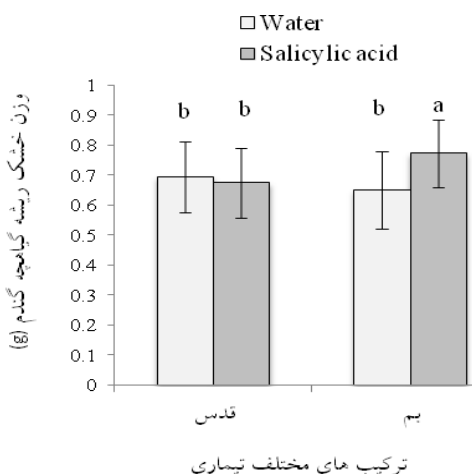 Water
Salicylic acid
وزن خشک ریشه گیاهچه گندم (g)
1
0.9
0.8
0.7
0.6
0.5
0.4
0.3
0.2
0.1
0
b
b
b
a
قدس
بم
ترکیب های مختلف تیماری